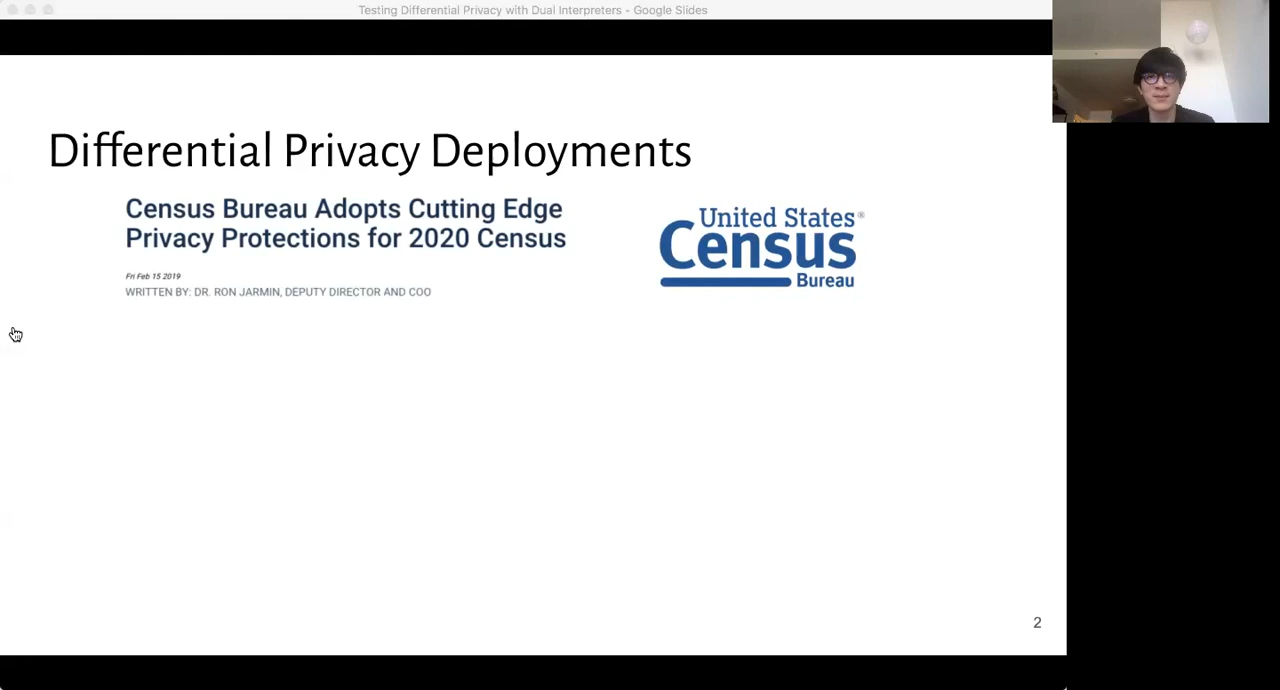 Testing Differential Privacy with Dual Interpreters - Google Slides
Differential Privacy Deployments
Census Bureau Adopts Cutting Edge
Privacy Protections for 2020 Census
Fri Feb 15 2019
WRITTEN BY: DR. RON JARMIN, DEPUTY DIRECTOR AND COO
United States®
Census
Bureau
2